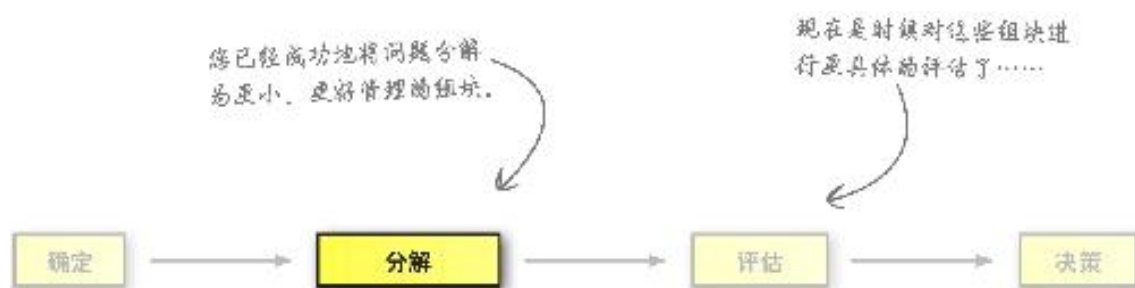 您已经成功地将问题分解
为更小、更好管理的组块。
现在是时候对这些组块进
行更具体的评估了……
确定
分解
评估
决策